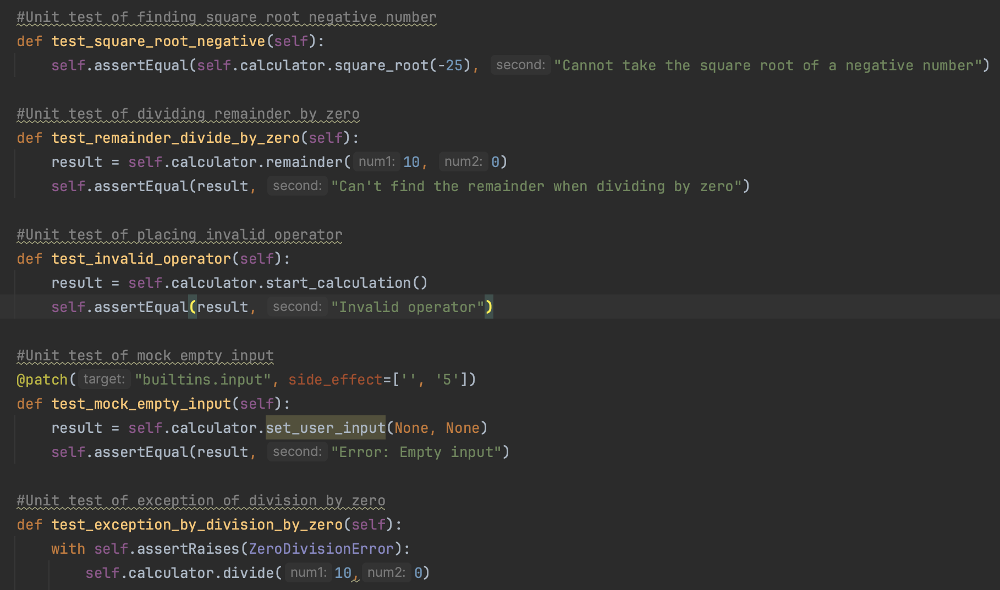 #Unit test of finding square root negative number
def test_square_root_negative(self):
    self.assertEqual(self.calculator.square_root(-25), second: "Cannot take the square root of a negative number")
#Unit test of dividing remainder by zero
def test_remainder_divide_by_zero(self):
    result = self.calculator.remainder( num1: 10, num2: 0)
    self.assertEqual(result, second: "Can't find the remainder when dividing by zero")
#Unit test of placing invalid operator
def test_invalid_operator(self):
    result = self.calculator.start_calculation()
    self.assertEqual(result, second: "Invalid operator")
#Unit test of mock empty input
@patch( target: "builtins.input", side_effect=['', '5'])
def test_mock_empty_input(self):
    result = self.calculator.set_user_input(None, None)
    self.assertEqual(result, second: "Error: Empty input")
#Unit test of exception of division by zero
def test_exception_by_division_by_zero(self):
    with self.assertRaises(ZeroDivisionError):
        self.calculator.divide( num1: 10, num2: 0)